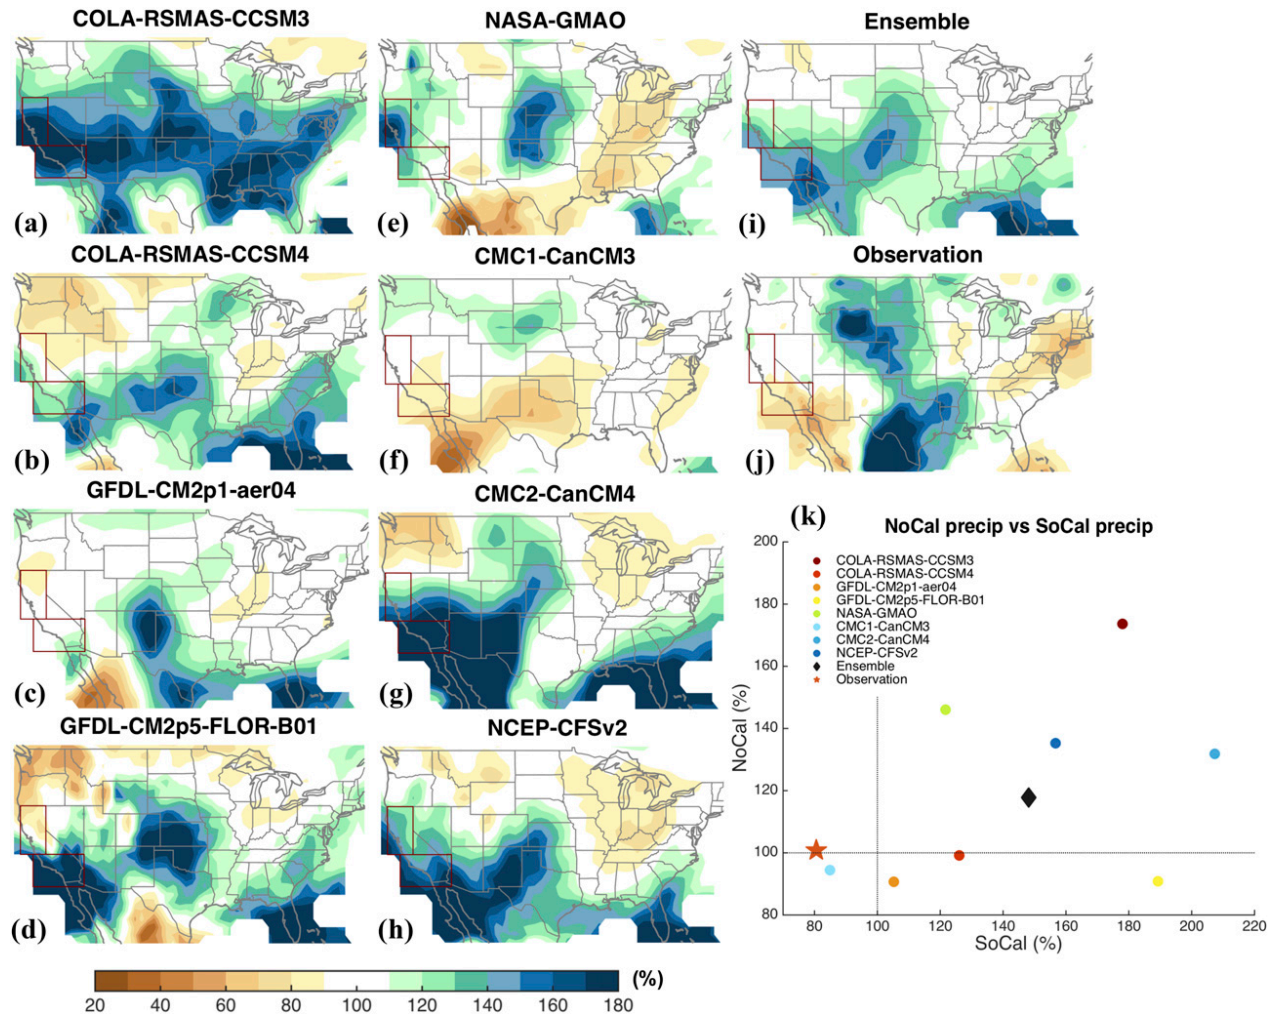 COLA-RSMAS-CCSM3
NASA-GMAO
Ensemble
(a)
(e)
(i)
COLA-RSMAS-CCSM4
CMC1-CanCM3
Observation
(b)
(f)
(j)
GFDL-CM2p1-aer04
CMC2-CanCM4
(c)
(g)
GFDL-CM2p5-FLOR-B01
NCEP-CFSv2
(d)
(h)
(k)
NoCal precip vs SoCal precip
COLA-RSMAS-CCSM3
COLA-RSMAS-CCSM4
GFDL-CM2p1-aer04
GFDL-CM2p5-FLOR-B01
NASA-GMAO
CMC1-CanCM3
CMC2-CanCM4
NCEP-CFSv2
Ensemble
Observation
200
180
160
140
120
100
80
NoCal (%)
80 100 120 140 160 180 200 220
SoCal (%)
(%)
20 40 60 80 100 120 140 160 180